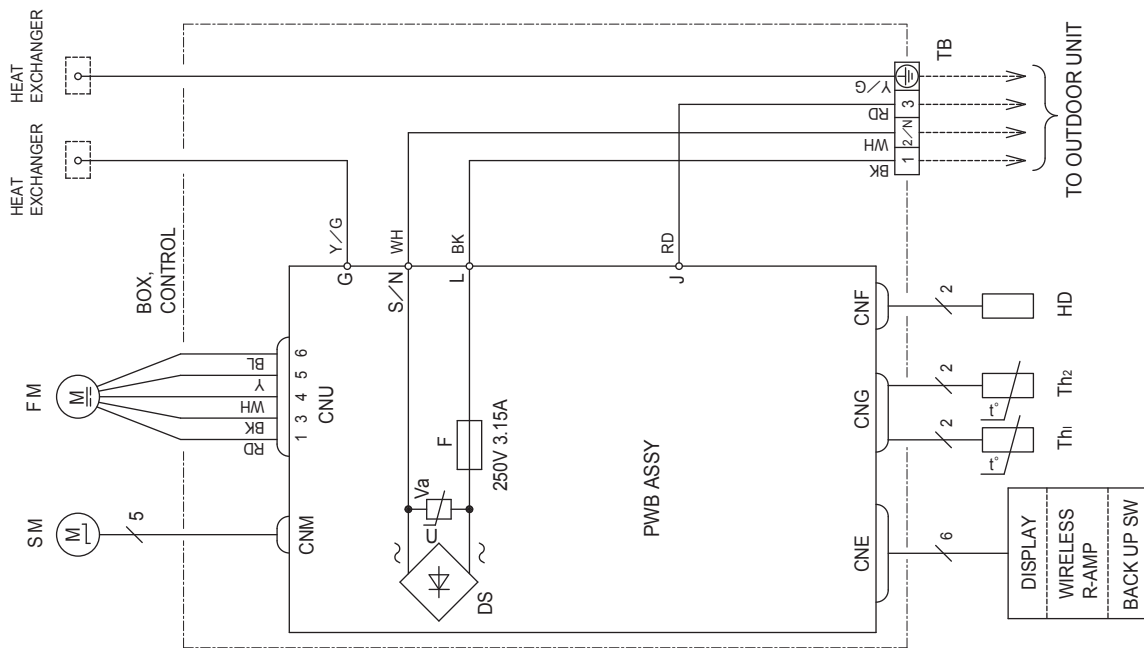 HEAT
EXCHANGER
HEAT
EXCHANGER
BOX,
CONTROL
FM
M
SM
M
5
RD
BK
WH
Y
BL
1 3 4 5 6
CNU
CNM
G
Y/G
S/N
WH
L
BK
J
RD
F
250V 3.15A
Va
U
DS
PWB ASSY
BK
WH
RD
Y/G
1
2/N
3
TB
TO OUTDOOR UNIT
CNE
CNG
CNF
6
2
2
2
DISPLAY
WIRELESS
R-AMP
BACK UP SW
t°
Th1
t°
Th2
HD